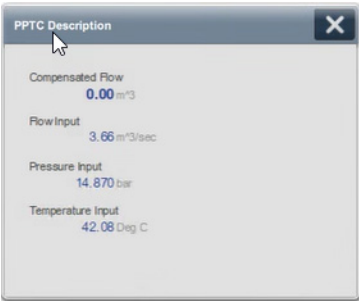 PPTC Description
Compensated Flow
0.00 m^3
Flow Input
3.66 m^3/sec
Pressure Input
14.870 bar
Temperature Input
42.08 Deg C